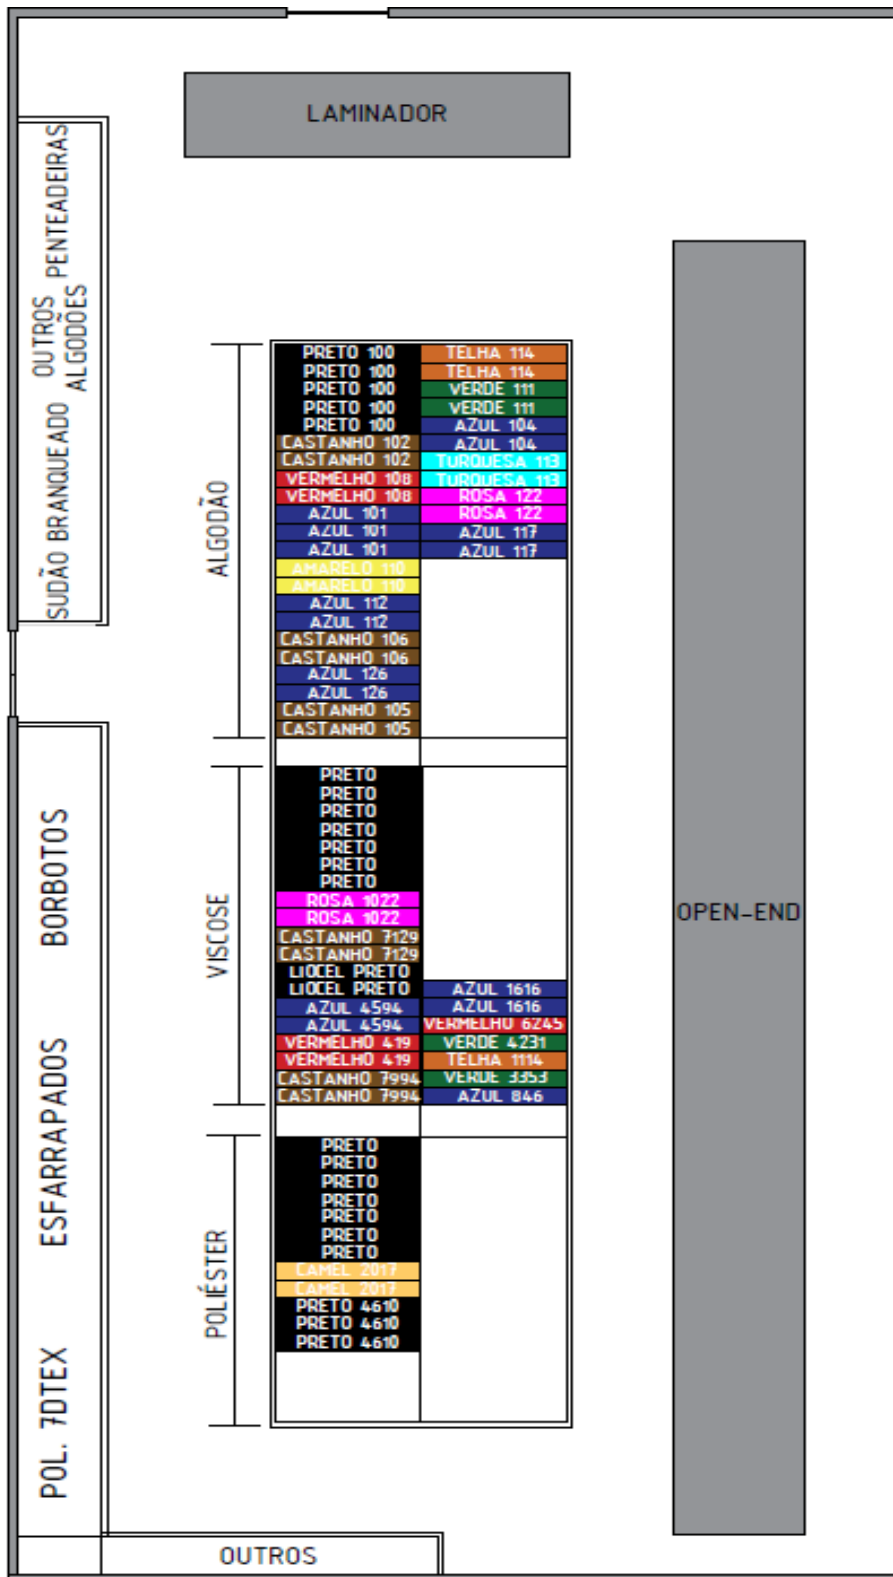 LAMINADOR
PENTEADEIRAS
OUTROS ALGODÕES
SUDÃO BRANQUEADO
ALGODÃO
PRETO 100
PRETO 100
PRETO 100
PRETO 100
PRETO 100
CASTANHO 102
CASTANHO 102
VERMELHO 108
VERMELHO 108
AZUL 101
AZUL 101
AZUL 101
AMARELO 110
AMARELO 110
AZUL 112
AZUL 112
CASTANHO 106
CASTANHO 106
AZUL 126
AZUL 126
CASTANHO 105
CASTANHO 105
TELHA 114
TELHA 114
VERDE 111
VERDE 111
AZUL 104
AZUL 104
TURQUESA 113
TURQUESA 113
ROSA 122
ROSA 122
AZUL 117
AZUL 117
VISCOSE
PRETO
PRETO
PRETO
PRETO
PRETO
PRETO
PRETO
ROSA 1022
ROSA 1022
CASTANHO 7129
CASTANHO 7129
LIOCEL PRETO
LIOCEL PRETO
AZUL 4594
AZUL 4594
VERMELHO 419
VERMELHO 419
CASTANHO 7994
CASTANHO 7994
AZUL 1616
AZUL 1616
VERMELHO 6245
VERDE 4231
TELHA 1114
VERDE 3353
AZUL 846
POLIÉSTER
PRETO
PRETO
PRETO
PRETO
PRETO
PRETO
PRETO
CAMEL 2017
CAMEL 2017
PRETO 4610
PRETO 4610
PRETO 4610
OPEN-END
BORBOTOS
ESFARRAPADOS
POL. 7DTEX
OUTROS